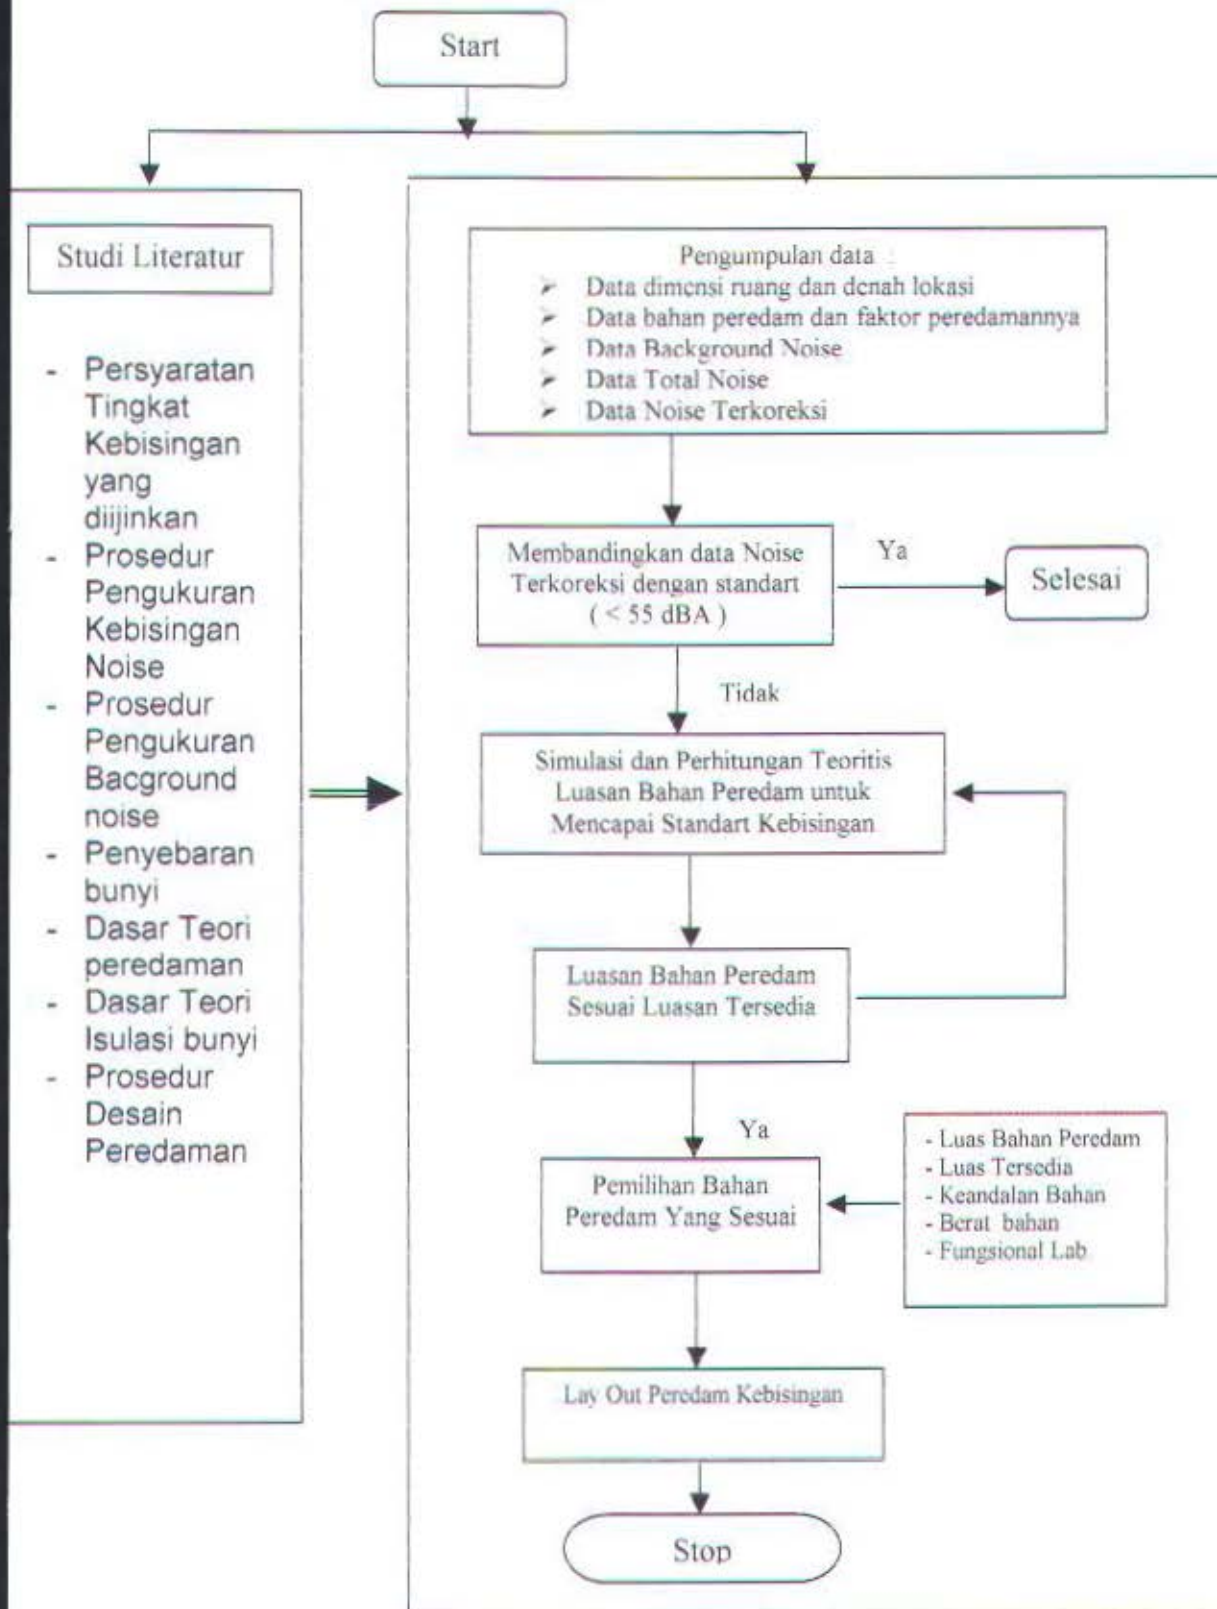 Start
Studi Literatur
- Persyaratan
Tingkat
Kebisingan
yang
diijinkan
- Prosedur
Pengukuran
Kebisingan
Noise
- Prosedur
Pengukuran
Bacground
noise
- Penyebaran
bunyi
- Dasar Teori
peredaman
- Dasar Teori
Isulasi bunyi
- Prosedur
Desain
Peredaman
Pengumpulan data :
➢ Data dimensi ruang dan denah lokasi
➢ Data bahan peredam dan faktor peredamannya
➢ Data Background Noise
➢ Data Total Noise
➢ Data Noise Terkoreksi
Membandingkan data Noise
Terkoreksi dengan standart
( < 55 dBA )
Ya
Selesai
Tidak
Simulasi dan Perhitungan Teoritis
Luasan Bahan Peredam untuk
Mencapai Standart Kebisingan
Luasan Bahan Peredam
Sesuai Luasan Tersedia
Ya
Pemilihan Bahan
Peredam Yang Sesuai
- Luas Bahan Peredam
- Luas Tersedia
- Keandalan Bahan
- Berat bahan
- Fungsional Lab
Lay Out Peredam Kebisingan
Stop